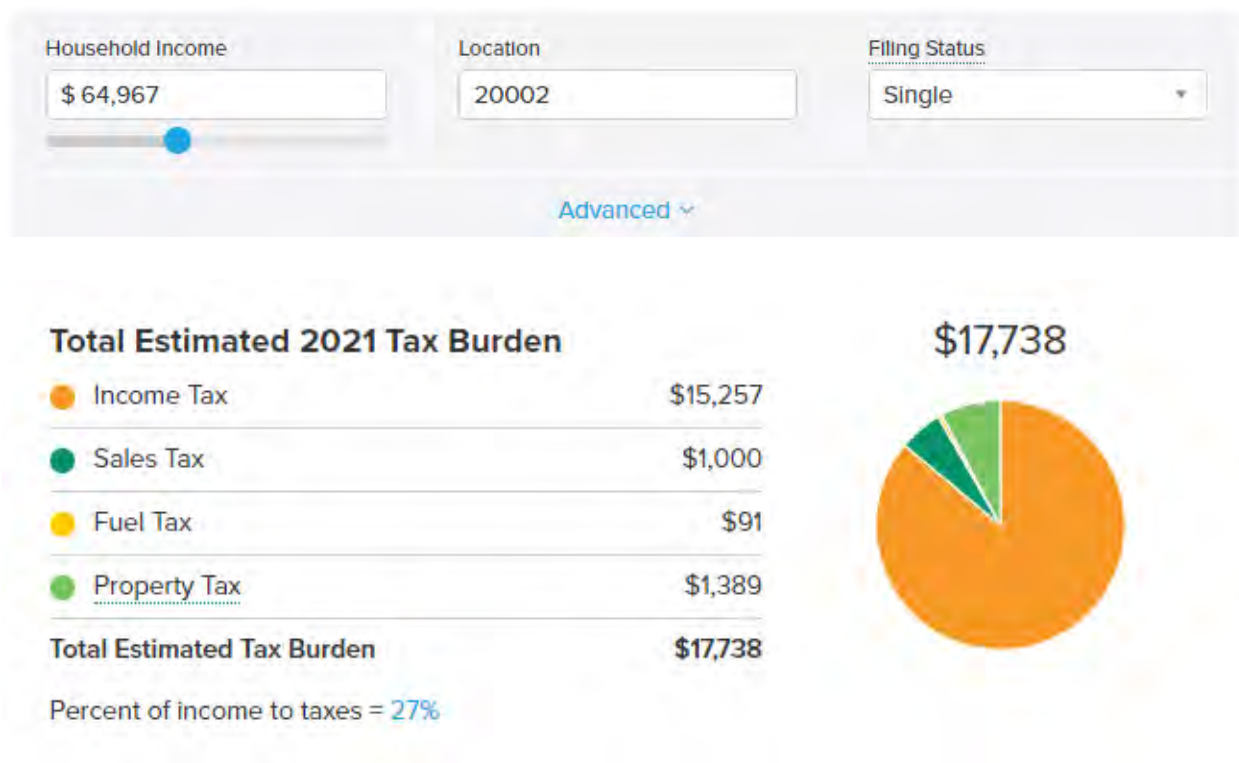 Household Income Location Filing Status
$ 64,967 20002 Single
Advanced
Total Estimated 2021 Tax Burden $17,738
Income Tax $15,257
Sales Tax $1,000
Fuel Tax $91
Property Tax $1,389
Total Estimated Tax Burden $17,738
Percent of income to taxes = 27%